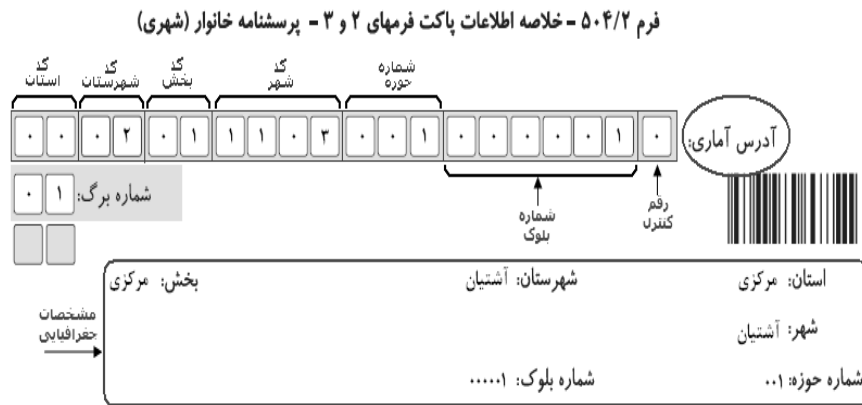 فرم ۵۰۴/۲ - خلاصه اطلاعات پاکت فرمهای ۲ و ۳ - پرسشنامه خانوار (شهری)
کد استان
کد شهرستان
کد بخش
کد شهر
شماره حوزه
آدرس آماری:
۰ ۰ ۰ ۲ ۰ ۱ ۱ ۱ ۰ ۳ ۰ ۰ ۱ ۰ ۰ ۰ ۰ ۰ ۱ ۰
شماره برگ: ۰ ۱
شماره بلوک
رقم کنترل
استان: مرکزی شهرستان: آشتیان بخش: مرکزی
مشخصات جغرافیایی
شهر: آشتیان
شماره حوزه: ۰۰۱ شماره بلوک: ۰۰۰۰۰۱